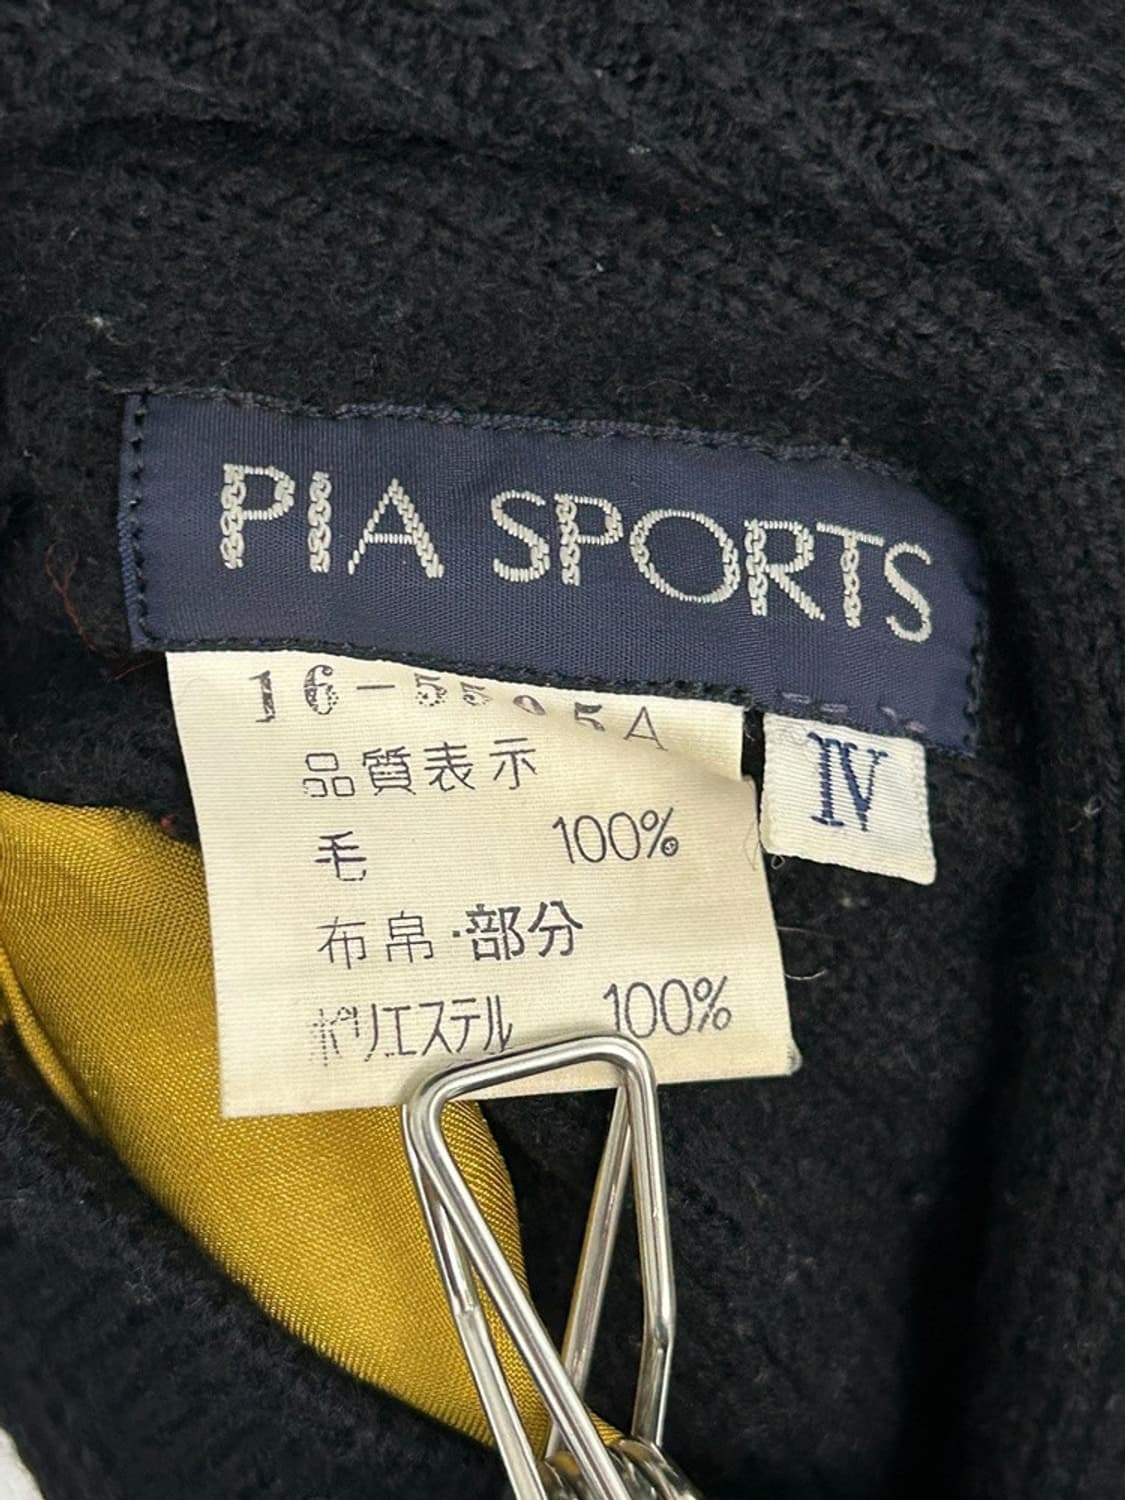 PIA SPORTS
IV
品質表示
毛 100%
布帛・部分
ポリエステル 100%